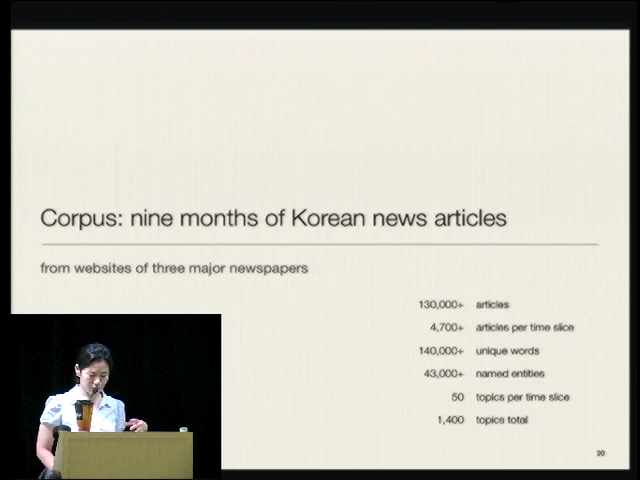 Corpus: nine months of Korean news articles
from websites of three major newspapers
130,000+ articles
4,700+ articles per time slice
140,000+ unique words
43,000+ named entities
50 topics per time slice
1,400 topics total
20